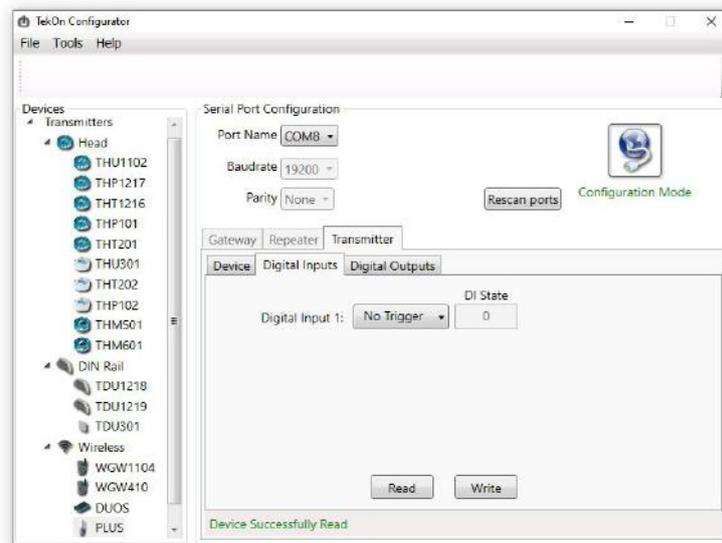 TekOn Configurator
File Tools Help
Devices
Transmitters
Head
THU1102
THP1217
THT1216
THP101
THT201
THU301
THT202
THP102
THM501
THM601
DIN Rail
TDU1218
TDU1219
TDU301
Wireless
WGW1104
WGW410
DUOS
PLUS
Serial Port Configuration
Port Name COM8
Baudrate 19200
Parity None
Rescan ports
Configuration Mode
Gateway Repeater Transmitter
Device Digital Inputs Digital Outputs
DI State
Digital Input 1: No Trigger 0
Read Write
Device Successfully Read